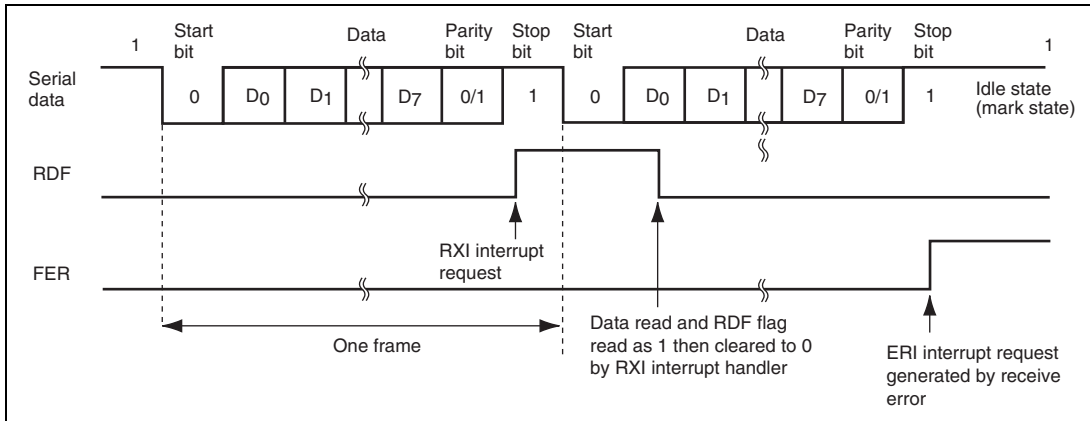 1
Start bit
Data
Parity bit
Stop bit
Start bit
Data
Parity bit
Stop bit
1
Serial data
0
D0
D1
D7
0/1
1
0
D0
D1
D7
0/1
1
Idle state
(mark state)
RDF
RXI interrupt
request
FER
One frame
Data read and RDF flag
read as 1 then cleared to 0
by RXI interrupt handler
ERI interrupt request
generated by receive
error